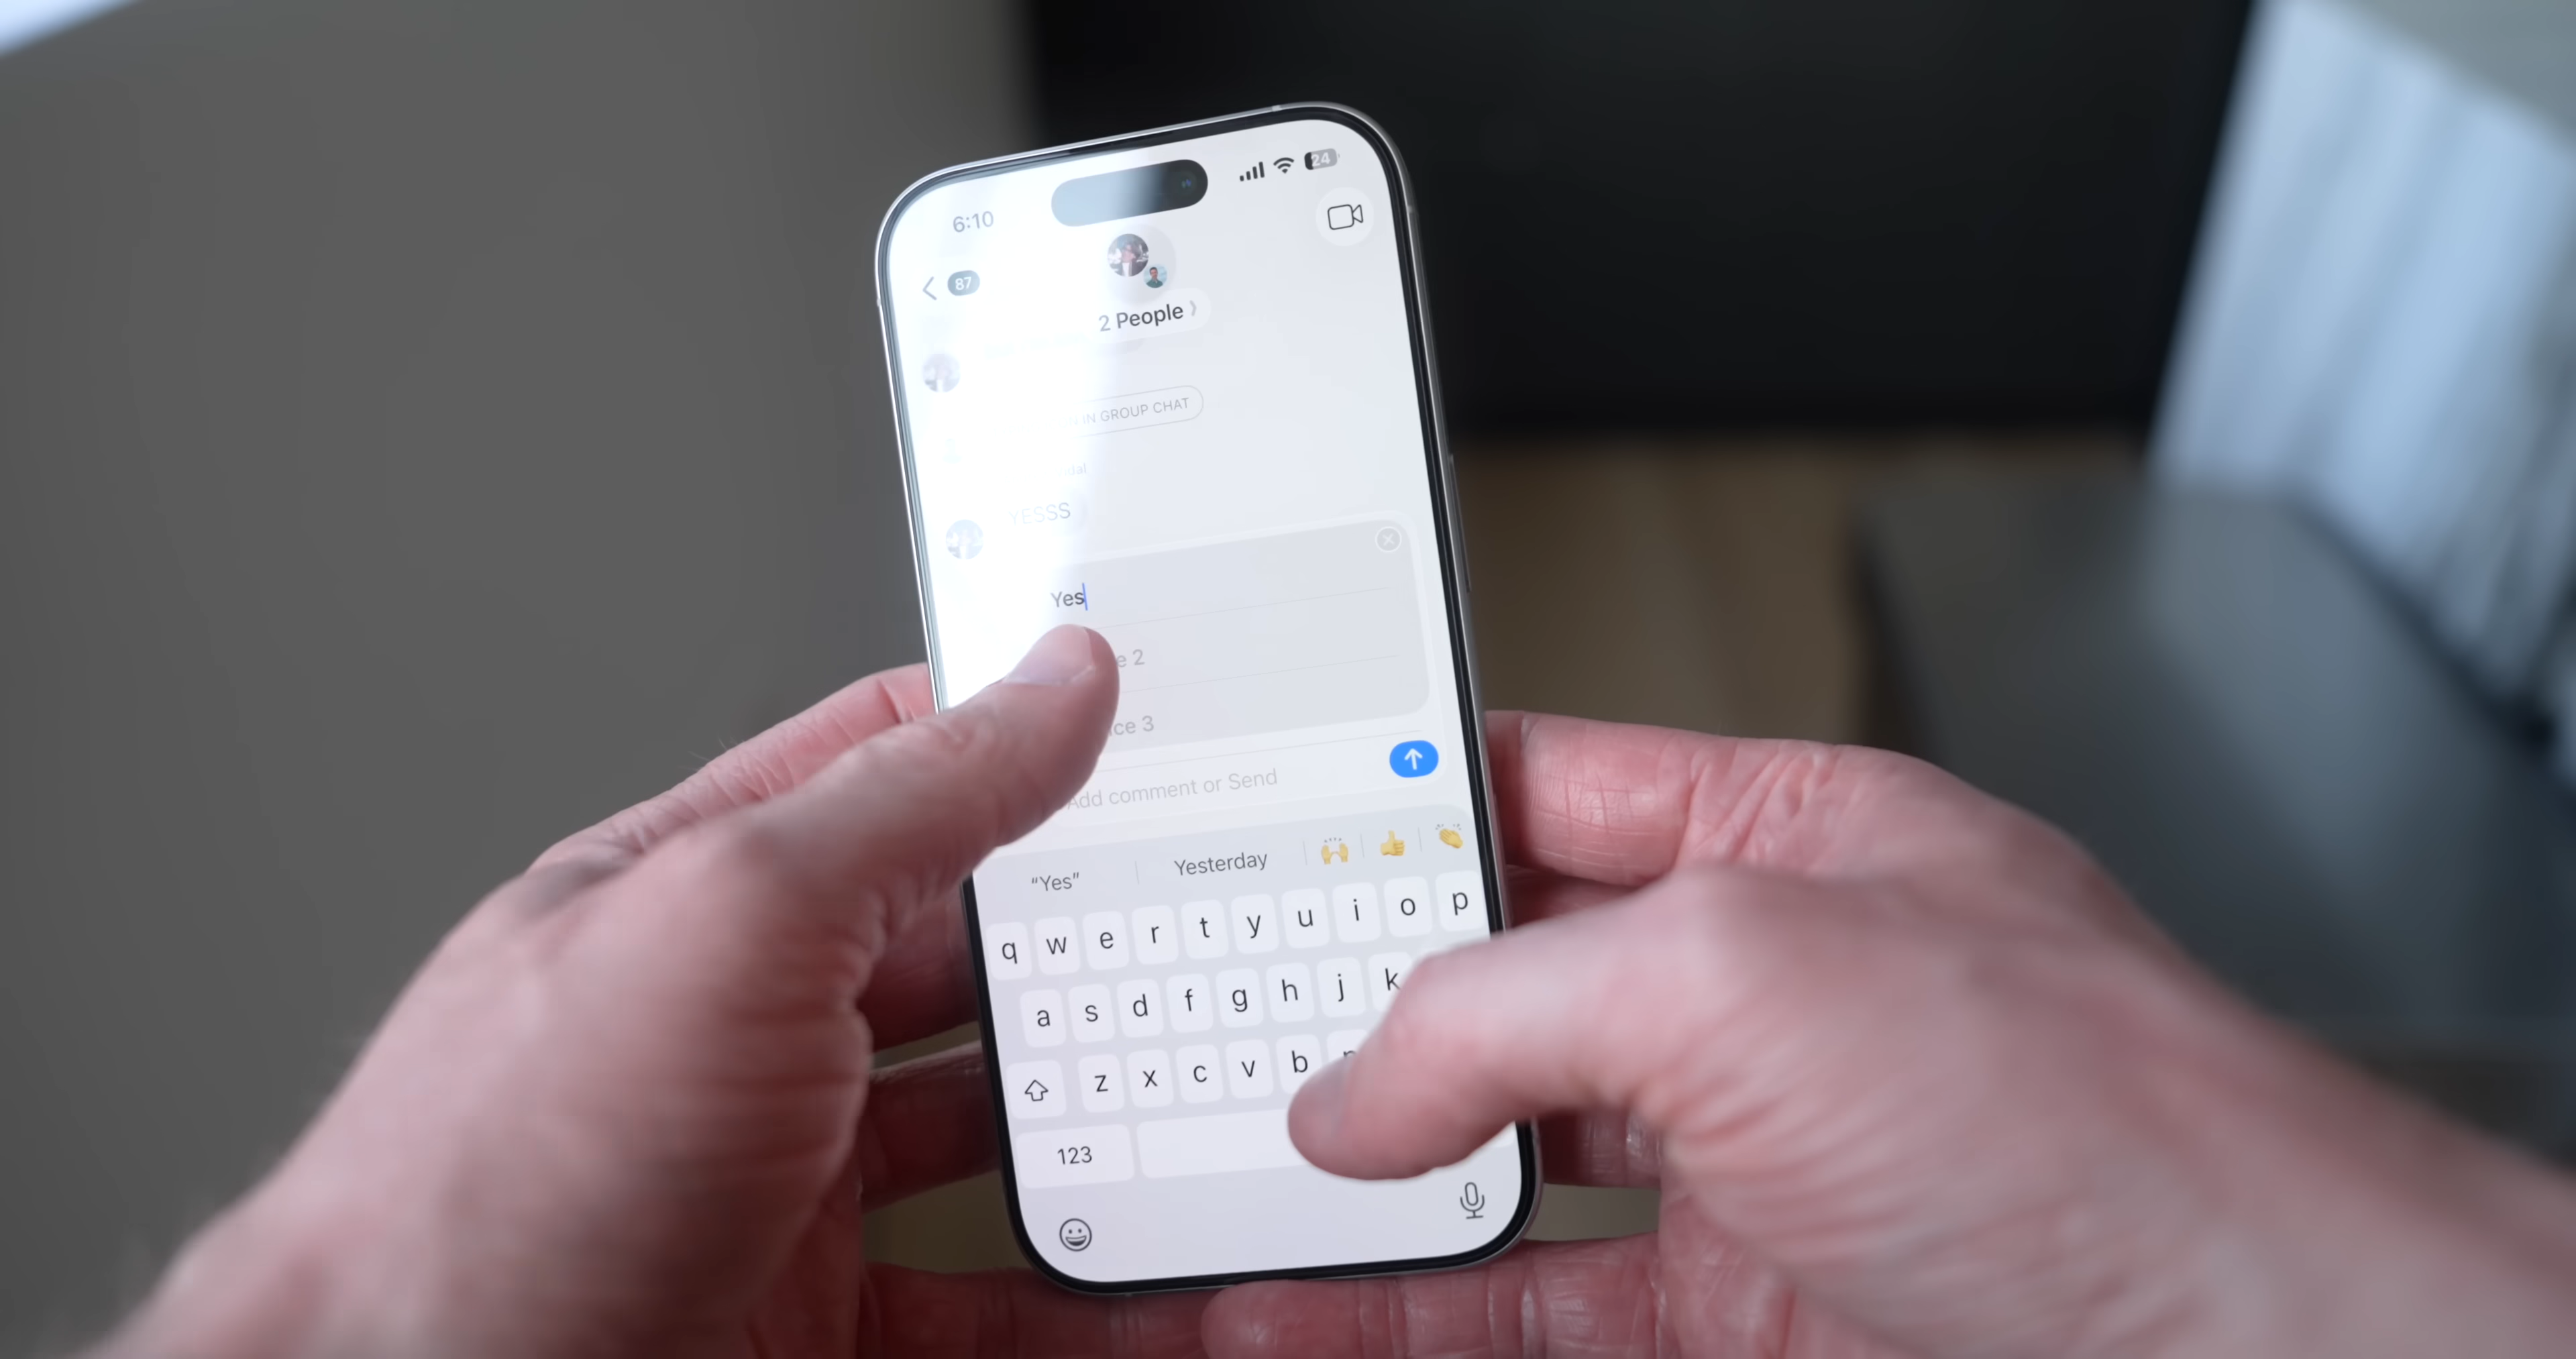 6:10
24
87
2 People
IN GROUP CHAT
YESSS
Yes
2
3
Add comment or Send
“Yes” Yesterday
q w e r t y u i o p
a s d f g h j k
z x c v b
123